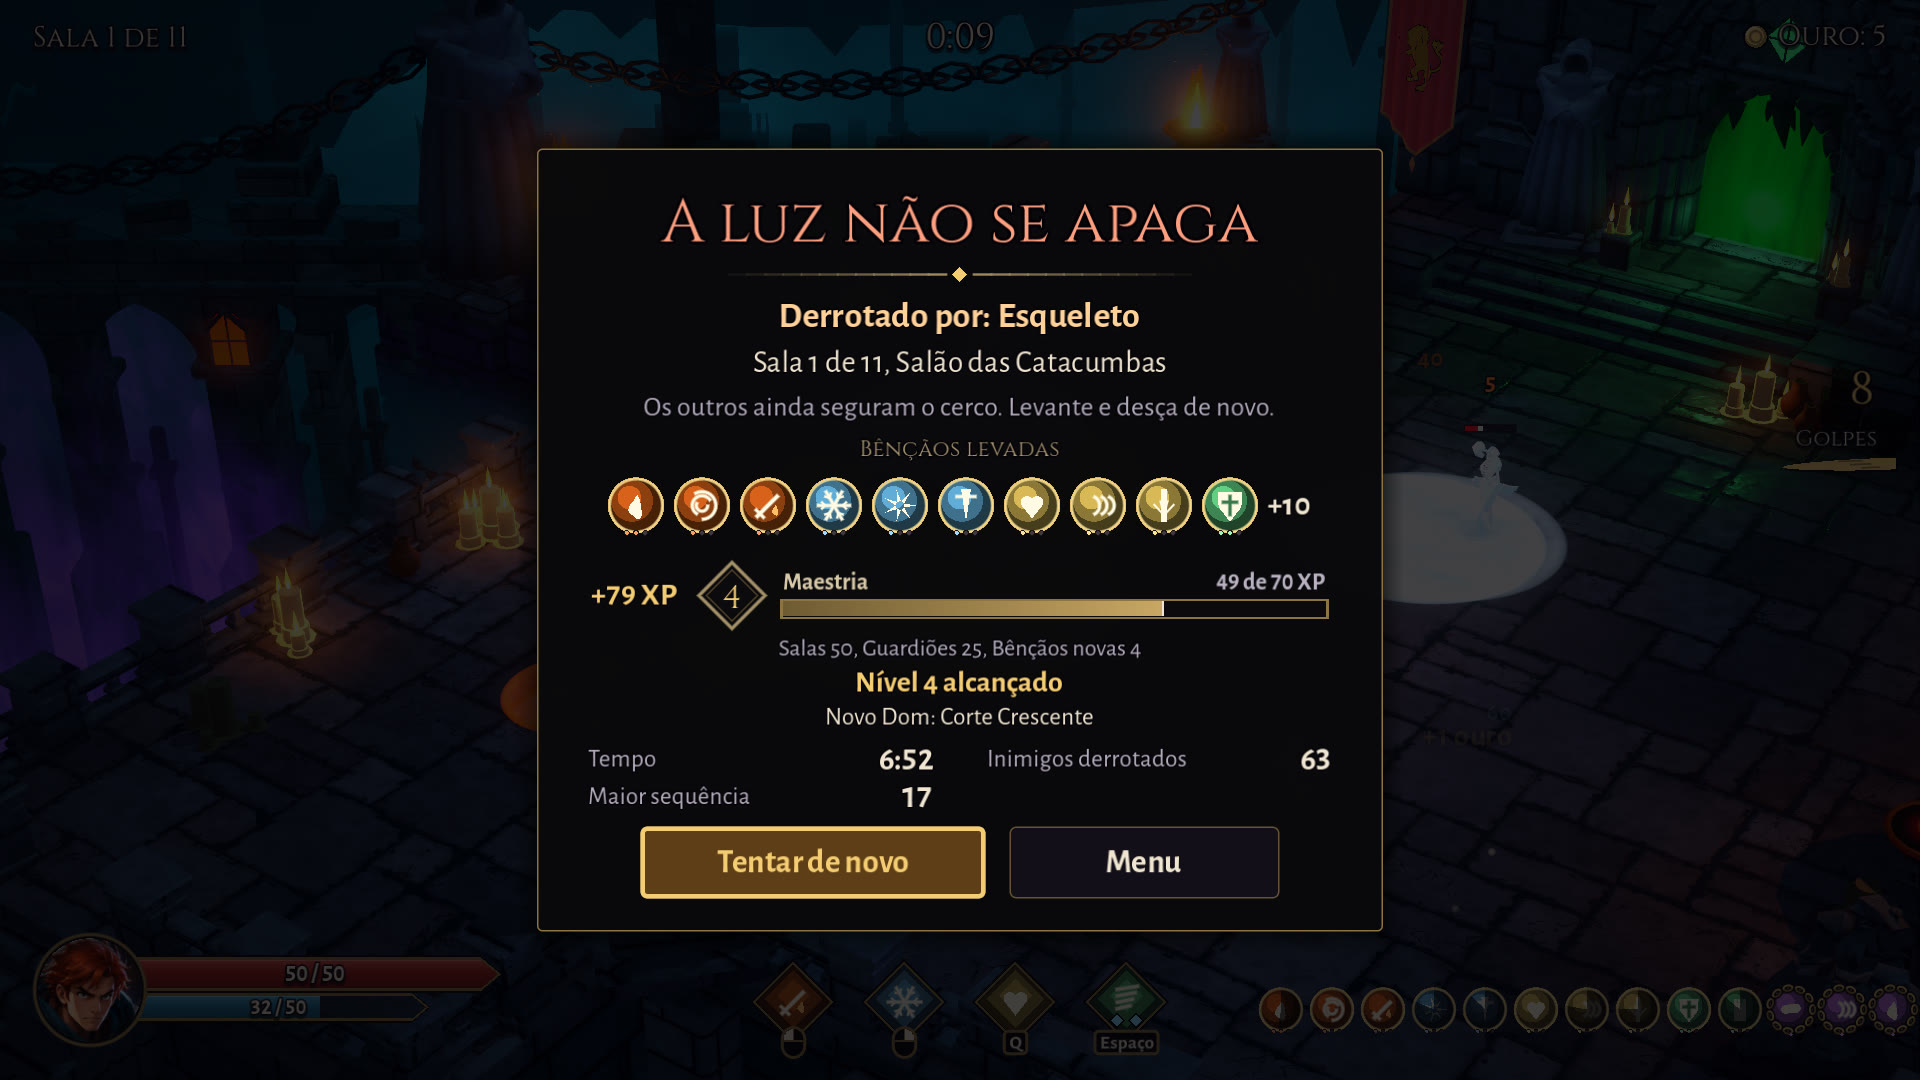 SALA 1 DE 11
0:09
OURO: 5
A LUZ NÃO SE APAGA
Derrotado por: Esqueleto
Sala 1 de 11, Salão das Catacumbas
Os outros ainda seguram o cerco. Levante e desça de novo.
BÊNÇÃOS LEVADAS
+10
+79 XP
4
Maestria
49 de 70 XP
Salas 50, Guardiões 25, Bênçãos novas 4
Nível 4 alcançado
Novo Dom: Corte Crescente
Tempo 6:52
Inimigos derrotados 63
Maior sequência 17
Tentar de novo
Menu
40
5
8
GOLPES
+1 ouro
50/50
32/50
Q
Espaço